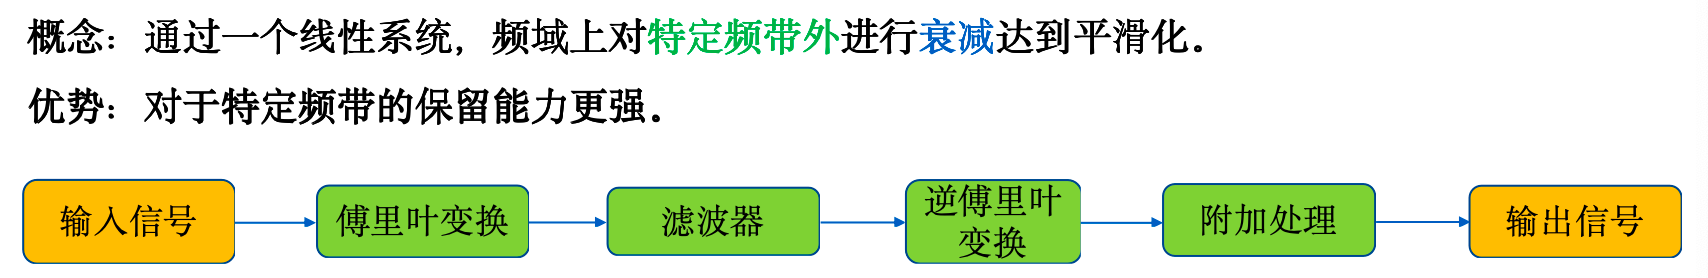 概念：通过一个线性系统，频域上对特定频带外进行衰减达到平滑化。
优势：对于特定频带的保留能力更强。
输入信号
傅里叶变换
滤波器
逆傅里叶
变换
附加处理
输出信号